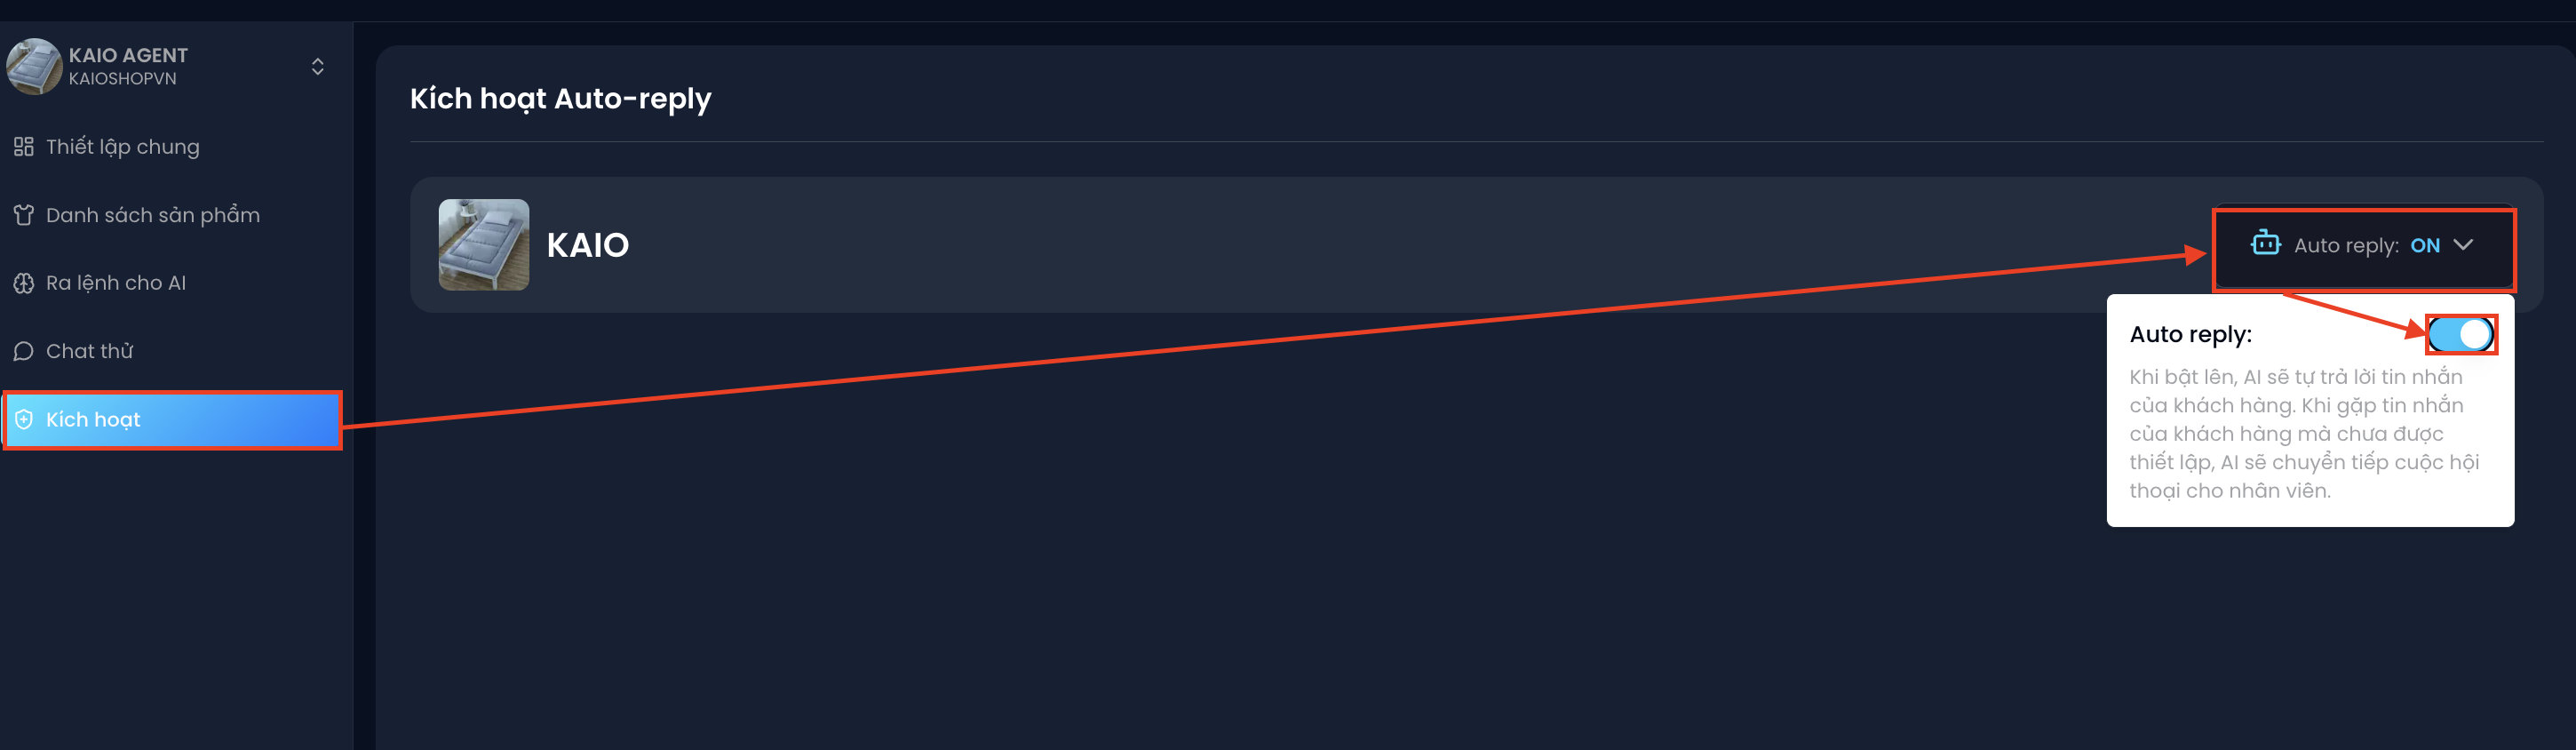 KAIO AGENT
KAIOSHOPVN
Thiết lập chung
Danh sách sản phẩm
Ra lệnh cho AI
Chat thử
Kích hoạt
Kích hoạt Auto-reply
KAIO
Auto reply: ON
Auto reply:
Khi bật lên, AI sẽ tự trả lời tin nhắn
của khách hàng. Khi gặp tin nhắn
của khách hàng mà chưa được
thiết lập, AI sẽ chuyển tiếp cuộc hội
thoại cho nhân viên.